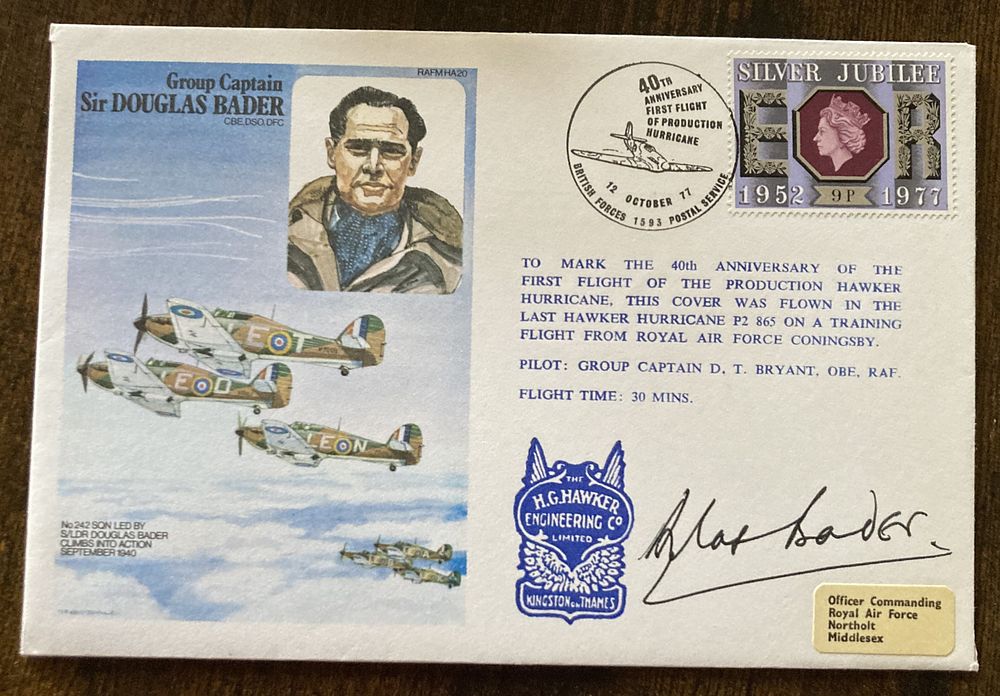 Group Captain
Sir DOUGLAS BADER
CBE, DSO, DFC
RAFM HA20
No 242 SQN LED BY
S/LDR DOUGLAS BADER
CLIMBS INTO ACTION
SEPTEMBER 1940
E T
E D
LE N
40TH
ANNIVERSARY
FIRST FLIGHT
OF PRODUCTION
HURRICANE
12 OCTOBER 77
BRITISH FORCES 1593 POSTAL SERVICE
SILVER JUBILEE
E R
1952 9P 1977
TO MARK THE 40th ANNIVERSARY OF THE
FIRST FLIGHT OF THE PRODUCTION HAWKER
HURRICANE, THIS COVER WAS FLOWN IN THE
LAST HAWKER HURRICANE P2 865 ON A TRAINING
FLIGHT FROM ROYAL AIR FORCE CONINGSBY.
PILOT: GROUP CAPTAIN D, T. BRYANT, OBE, RAF.
FLIGHT TIME: 30 MINS.
THE
H.G. HAWKER
ENGINEERING CO
LIMITED
KINGSTON ON THAMES
Bader
Officer Commanding
Royal Air Force
Northolt
Middlesex